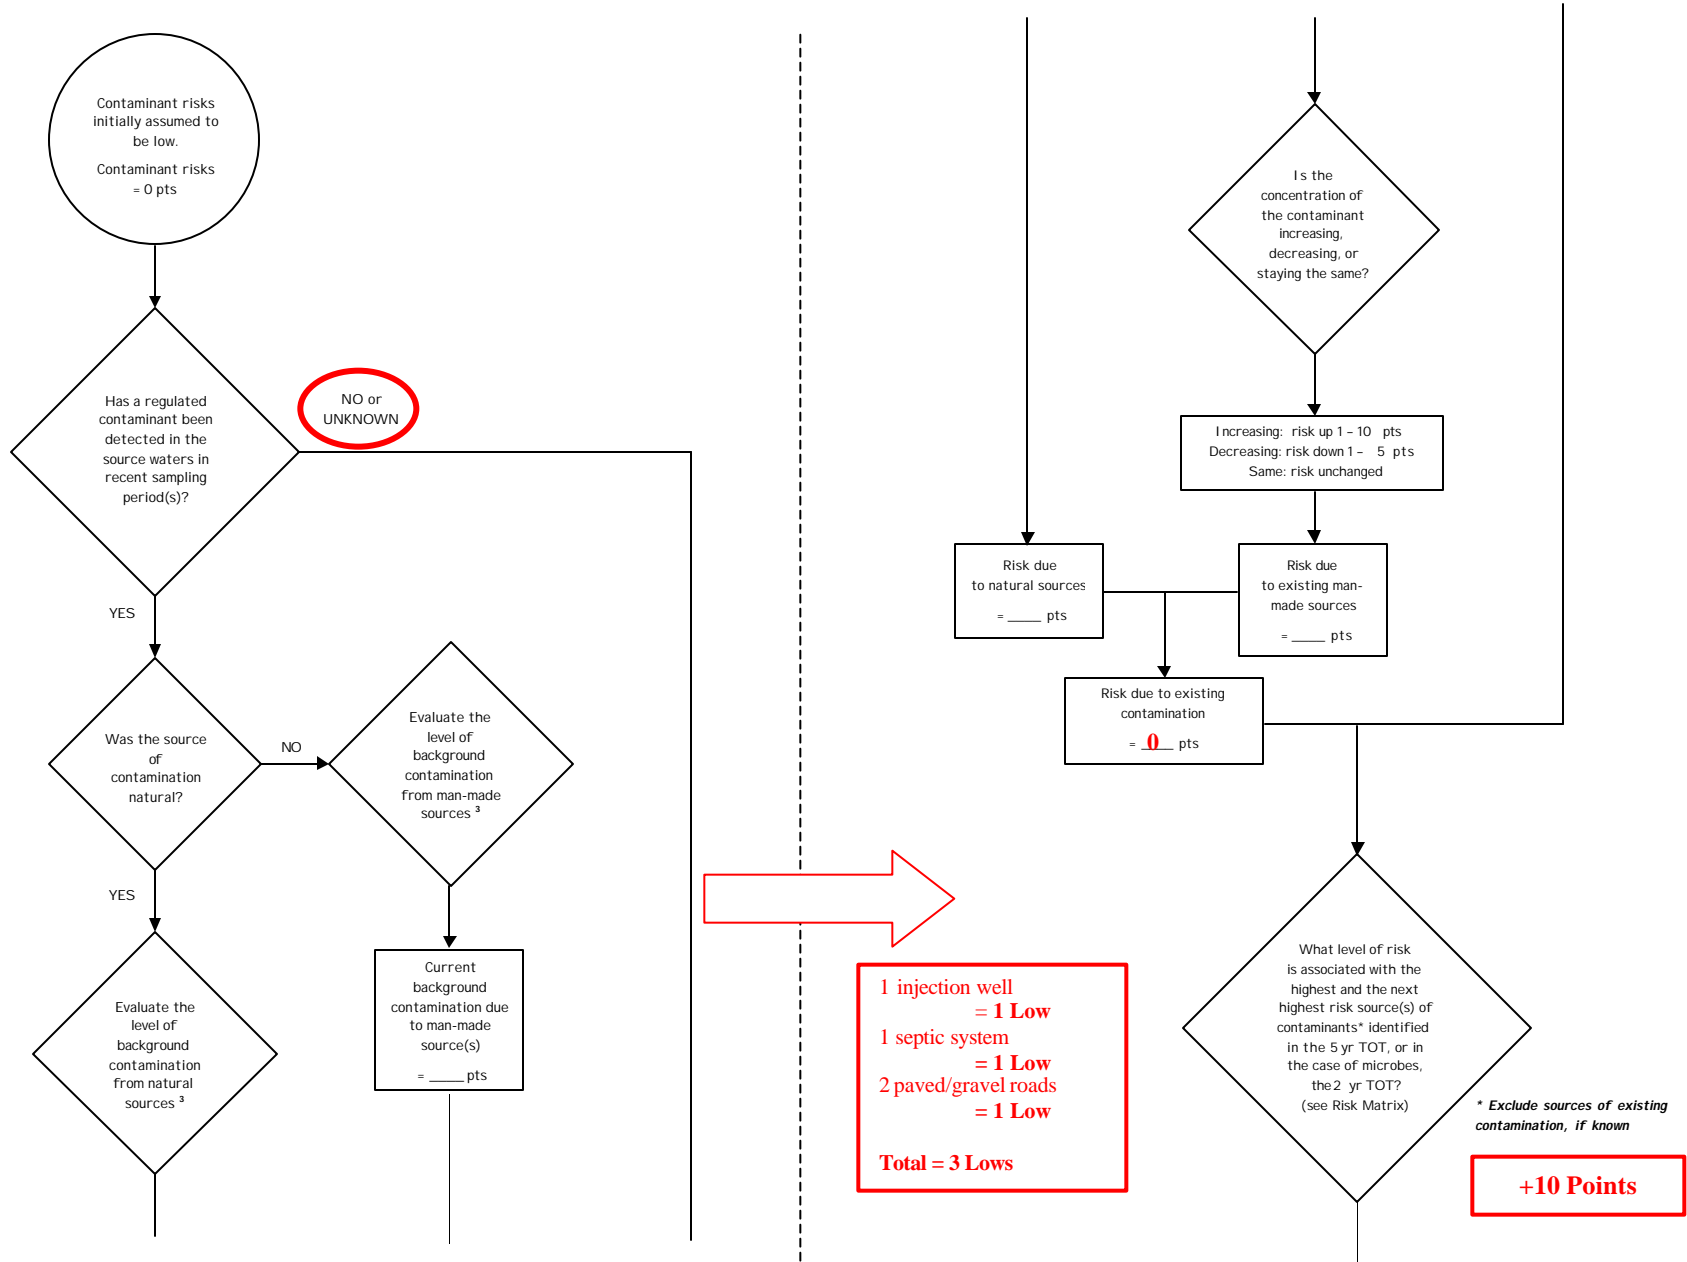 Contaminant risks
initially assumed to
be low.
Contaminant risks
= 0 pts
Has a regulated
contaminant been
detected in the
source waters in
recent sampling
period(s)?
NO or
UNKNOWN
YES
Was the source
of
contamination
natural?
NO
Evaluate the
level of
background
contamination
from man-made
sources 3
YES
Evaluate the
level of
background
contamination
from natural
sources 3
Current
background
contamination due
to man-made
source(s)
= _____ pts
Is the
concentration of
the contaminant
increasing,
decreasing, or
staying the same?
Increasing: risk up 1 – 10 pts
Decreasing: risk down 1 – 5 pts
Same: risk unchanged
Risk due
to natural sources
= _____ pts
Risk due
to existing man-
made sources
= _____ pts
Risk due to existing
contamination
= __0__ pts
1 injection well
= 1 Low
1 septic system
= 1 Low
2 paved/gravel roads
= 1 Low
Total = 3 Lows
What level of risk
is associated with the
highest and the next
highest risk source(s) of
contaminants* identified
in the 5 yr TOT, or in
the case of microbes,
the 2 yr TOT?
(see Risk Matrix)
* Exclude sources of existing
contamination, if known
+10 Points